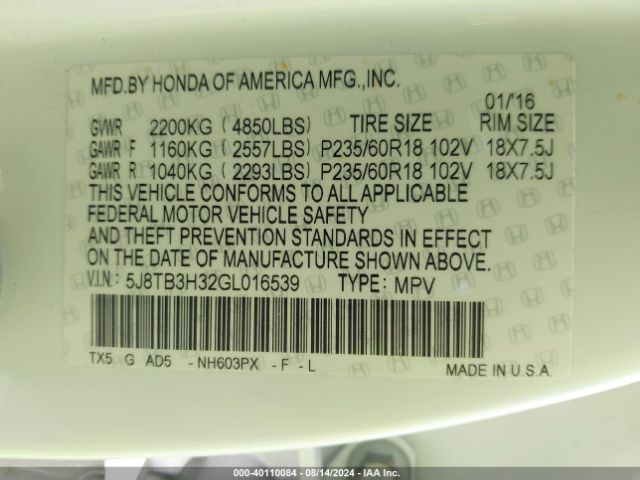 MFD.BY HONDA OF AMERICA MFG.,INC.
01/'16
GVWR 2200KG (4850LBS) TIRE SIZE RIM SIZE
GAWR F 1160KG (2557LBS) P235/60R18 102V 18X7.5J
GAWR R 1040KG (2293LBS) P235/60R18 102V 18X7.5J
THIS VEHICLE CONFORMS TO ALL APPLICABLE
FEDERAL MOTOR VEHICLE SAFETY
AND THEFT PREVENTION STANDARDS IN EFFECT
ON THE DATE OF MANUFACTURE SHOWN ABOVE.
V.I.N.: 5J8TB3H32GL016539 TYPE: MPV
TX5 G AD5 -NH603PX -F -L
MADE IN U.S.A.
000-40110084 - 08/14/2024 - IAA Inc.